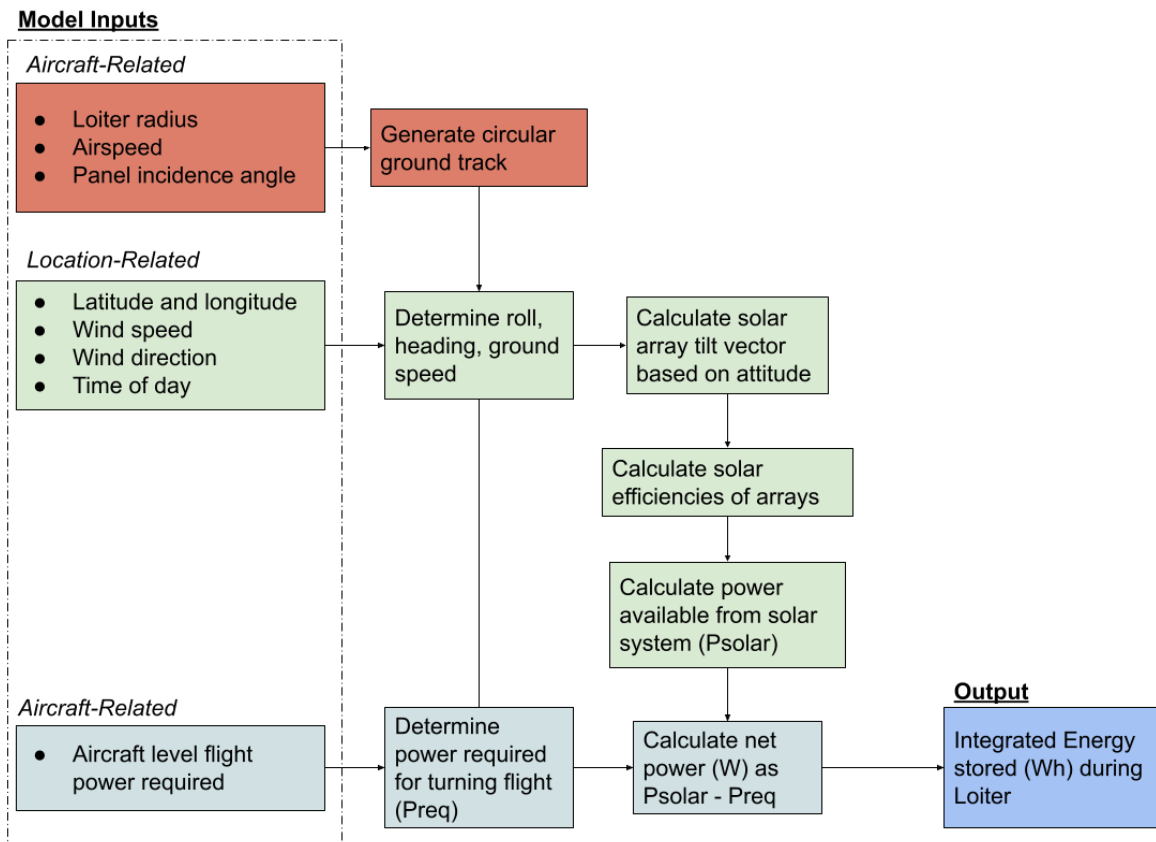 Model Inputs
Aircraft-Related
● Loiter radius
● Airspeed
● Panel incidence angle
Generate circular
ground track
Location-Related
● Latitude and longitude
● Wind speed
● Wind direction
● Time of day
Determine roll,
heading, ground
speed
Calculate solar
array tilt vector
based on attitude
Calculate solar
efficiencies of arrays
Calculate power
available from solar
system (Psolar)
Aircraft-Related
● Aircraft level flight
power required
Determine
power required
for turning flight
(Preq)
Calculate net
power (W) as
Psolar - Preq
Output
Integrated Energy
stored (Wh) during
Loiter